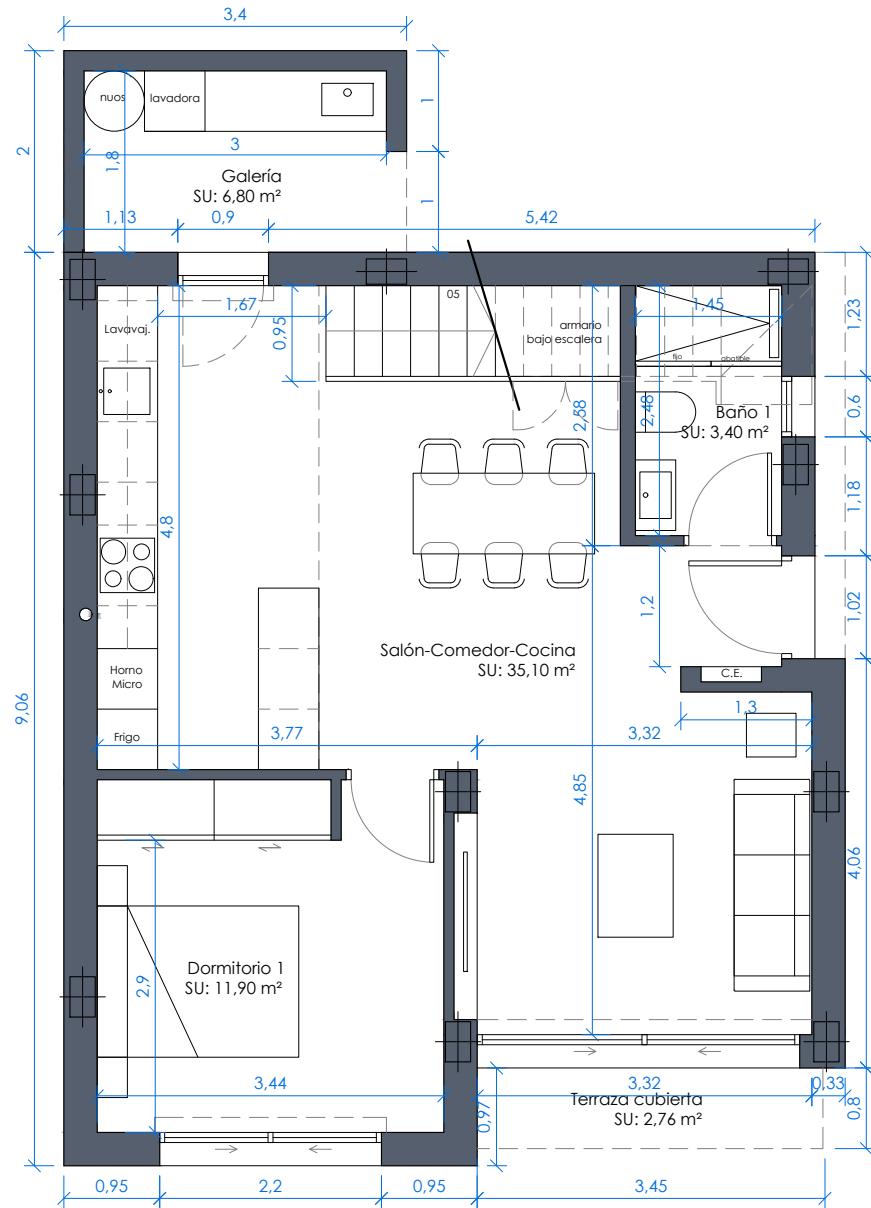 3,4
2
1
nuos
lavadora
3
1,8
Galería
SU: 6,80 m²
1
1,13
0,9
5,42
05
Lavavaj.
1,67
0,95
armario
bajo escalera
1,45
1,23
fijo
abatible
2,58
2,48
Baño 1
SU: 3,40 m²
0,6
1,18
4,8
1,2
1,02
Salón-Comedor-Cocina
SU: 35,10 m²
Horno
Micro
C.E.
9,06
Frigo
3,77
3,32
1,3
4,85
4,06
Dormitorio 1
SU: 11,90 m²
2,9
3,44
3,32
0,33
Terraza cubierta
SU: 2,76 m²
0,97
0,8
0,95
2,2
0,95
3,45